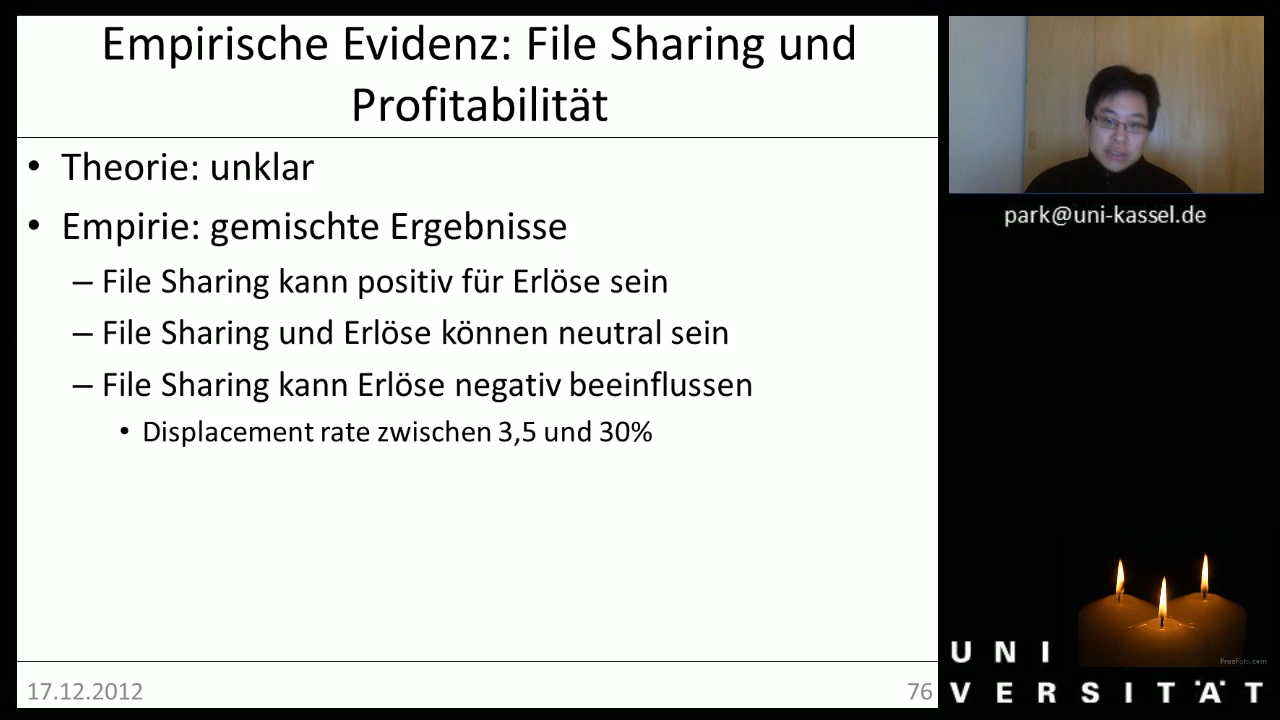 Empirische Evidenz: File Sharing und
Profitabilität
• Theorie: unklar
• Empirie: gemischte Ergebnisse
– File Sharing kann positiv für Erlöse sein
– File Sharing und Erlöse können neutral sein
– File Sharing kann Erlöse negativ beeinflussen
• Displacement rate zwischen 3,5 und 30%
17.12.2012
76
park@uni-kassel.de
FreeFoto.com
U N I
V E R S I T Ä T